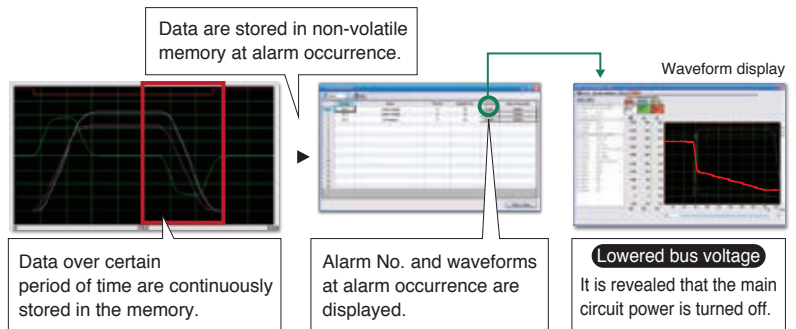 Data are stored in non-volatile
memory at alarm occurrence.
Waveform display
Data over certain
period of time are continuously
stored in the memory.
Alarm No. and waveforms
at alarm occurrence are
displayed.
Lowered bus voltage
It is revealed that the main
circuit power is turned off.